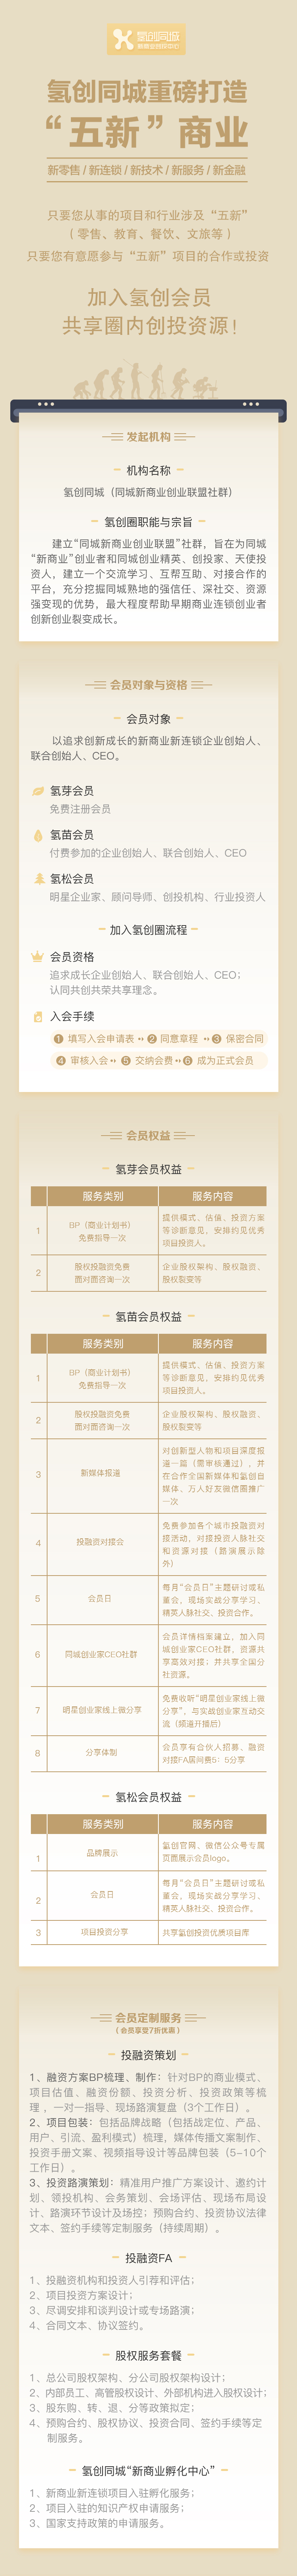 氢创同城
新商业创投中心
氢创同城重磅打造
“五新”商业
新零售/新连锁/新技术/新服务/新金融
只要您从事的项目和行业涉及“五新”
（零售、教育、餐饮、文旅等）
只要您有意愿参与“五新”项目的合作或投资
加入氢创会员
共享圈内创投资源！
发起机构
机构名称
氢创同城（同城新商业创业联盟社群）
氢创圈职能与宗旨
建立“同城新商业创业联盟”社群，旨在为同城
“新商业”创业者和同城创业精英、创投家、天使投
资人，建立一个交流学习、互帮互助、对接合作的
平台，充分挖掘同城熟地的强信任、深社交、资源
强变现的优势，最大程度帮助早期商业连锁创业者
创新创业裂变成长。
会员对象与资格
会员对象
以追求创新成长的新商业新连锁企业创始人、
联合创始人、CEO。
氢芽会员
免费注册会员
氢苗会员
付费参加的企业创始人、联合创始人、CEO
氢松会员
明星企业家、顾问导师、创投机构、行业投资人
加入氢创圈流程
会员资格
追求成长企业创始人、联合创始人、CEO；
认同共创共荣共享理念。
入会手续
1 填写入会申请表 2 同意章程 3 保密合同
4 审核入会 5 交纳会费 6 成为正式会员
会员权益
氢芽会员权益
服务类别 服务内容
1 BP（商业计划书）免费指导一次 提供模式、估值、投资方案
等诊断意见，安排约见优秀
项目投资人。
2 股权投融资免费面对面咨询一次 企业股权架构、股权融资、
股权裂变等
氢苗会员权益
服务类别 服务内容
1 BP（商业计划书）免费指导一次 提供模式、估值、投资方案
等诊断意见，安排约见优秀
项目投资人。
2 股权投融资免费面对面咨询一次 企业股权架构、股权融资、
股权裂变等
3 新媒体报道 对创新型人物和项目深度报
道一篇（需审核通过），并
在合作全国新媒体和氢创自
媒体、万人好友微信圈推广
一次
4 投融资对接会 免费参加各个城市投融资对
接活动，对接投资人脉社交
和资源对接（路演展示除
外）
5 会员日 每月“会员日”主题研讨或私
董会，现场实战分享学习、
精英人脉社交、投资合作。
6 同城创业家CEO社群 会员详情档案建立，加入同
城创业家CEO社群，资源共
享高效对接；并共享全国分
社资源。
7 明星创业家线上微分享 免费收听“明星创业家线上微
分享”，与实战创业家互动交
流（频道开播后）
8 分享体制 会员享有合伙人招募、融资
对接FA居间费5：5分享
氢松会员权益
服务类别 服务内容
1 品牌展示 氢创官网、微信公众号专属
页面展示会员logo。
2 会员日 每月“会员日”主题研讨或私
董会，现场实战分享学习、
精英人脉社交、投资合作。
3 项目投资分享 共享氢创投资优质项目库
会员定制服务
（会员享受7折优惠）
投融资策划
1、融资方案BP梳理、制作：针对BP的商业模式、
项目估值、融资份额、投资分析、投资政策等梳
理，一对一指导、现场路演复盘（3个工作日）。
2、项目包装：包括品牌战略（包括战定位、产品、
用户、引流、盈利模式）梳理，媒体传播文案制作、
投资手册文案、视频指导设计等品牌包装（5-10个
工作日）。
3、投资路演策划：精准用户推广方案设计、邀约计
划、领投机构、会务策划、会场评估、现场布局设
计、路演环节设计及场控；预购合约、投资协议法律
文本、签约手续等定制服务（持续周期）。
投融资FA
1、投融资机构和投资人引荐和评估；
2、项目投资方案设计；
3、尽调安排和谈判设计或专场路演；
4、合同文本、协议签约。
股权服务套餐
1、总公司股权架构、分公司股权架构设计；
2、内部员工、高管股权设计、外部机构进入股权设计；
3、股东购、转、退、分等政策拟定；
4、预购合约、股权协议、投资合同、签约手续等定
制服务。
氢创同城“新商业孵化中心”
1、新商业新连锁项目入驻孵化服务；
2、项目入驻的知识产权申请服务；
3、国家支持政策的申请服务。